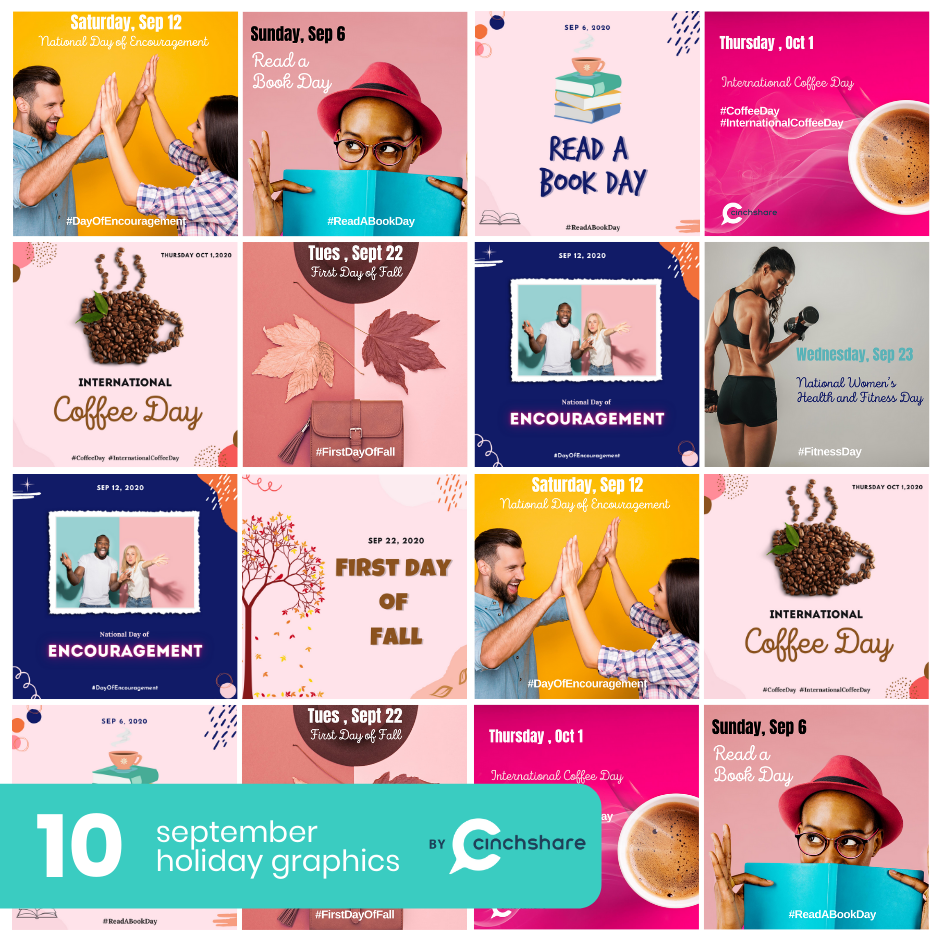 Saturday, Sep 12
National Day of Encouragement
#DayOfEncouragement
Sunday, Sep 6
Read a
Book Day
#ReadABookDay
SEP 6, 2020
READ A
BOOK DAY
#ReadABookDay
Thursday , Oct 1
International Coffee Day
#CoffeeDay
#InternationalCoffeeDay
cinchshare
THURSDAY OCT 1,2020
INTERNATIONAL
Coffee Day
#CoffeeDay #InternationalCoffeeDay
Tues , Sept 22
First Day of Fall
#FirstDayOfFall
SEP 12, 2020
National Day of
ENCOURAGEMENT
#DayOfEncouragement
Wednesday, Sep 23
National Women's
Health and Fitness Day
#FitnessDay
SEP 12, 2020
National Day of
ENCOURAGEMENT
#DayOfEncouragement
SEP 22, 2020
FIRST DAY
OF
FALL
Saturday, Sep 12
National Day of Encouragement
#DayOfEncouragement
THURSDAY OCT 1,2020
INTERNATIONAL
Coffee Day
#CoffeeDay #InternationalCoffeeDay
SEP 6, 2020
#ReadABookDay
Tues , Sept 22
First Day of Fall
#FirstDayOfFall
Thursday , Oct 1
International Coffee Day
ay
Sunday, Sep 6
Read a
Book Day
#ReadABookDay
10
september
holiday graphics
BY cinchshare